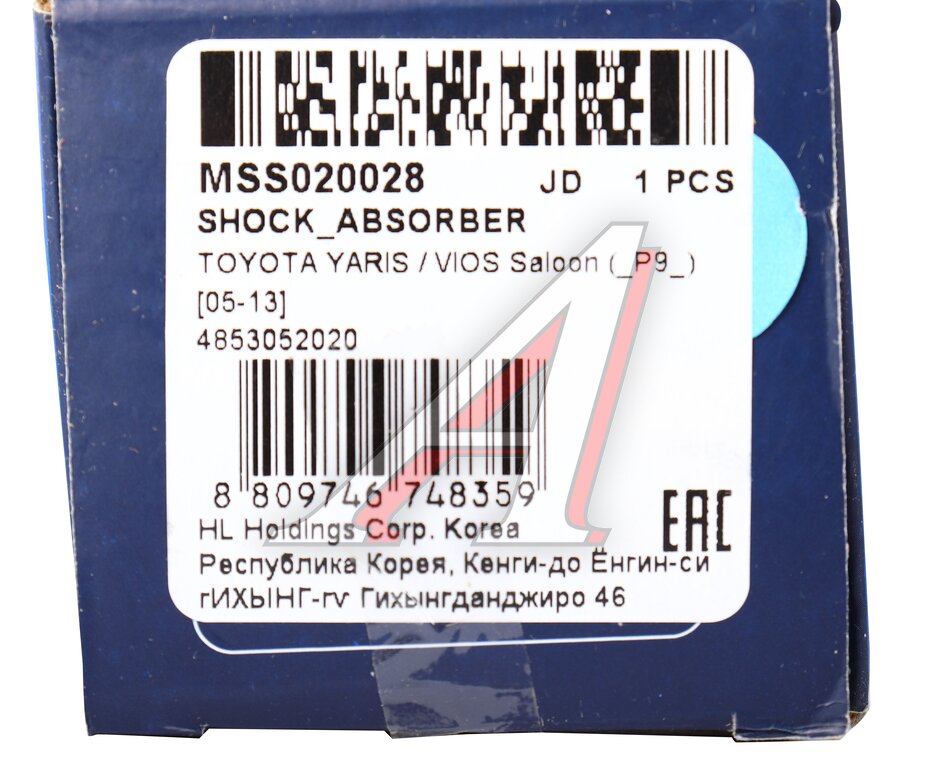 MSS020028 JD 1 PCS
SHOCK_ABSORBER
TOYOTA YARIS / VIOS Saloon (_P9_)
[05-13]
4853052020
8 809746 748359
HL Holdings Corp. Korea
EAC
Республика Корея, Кенги-до Ёнгин-си
гИХЫНГ-rv Гихынгданджиро 46